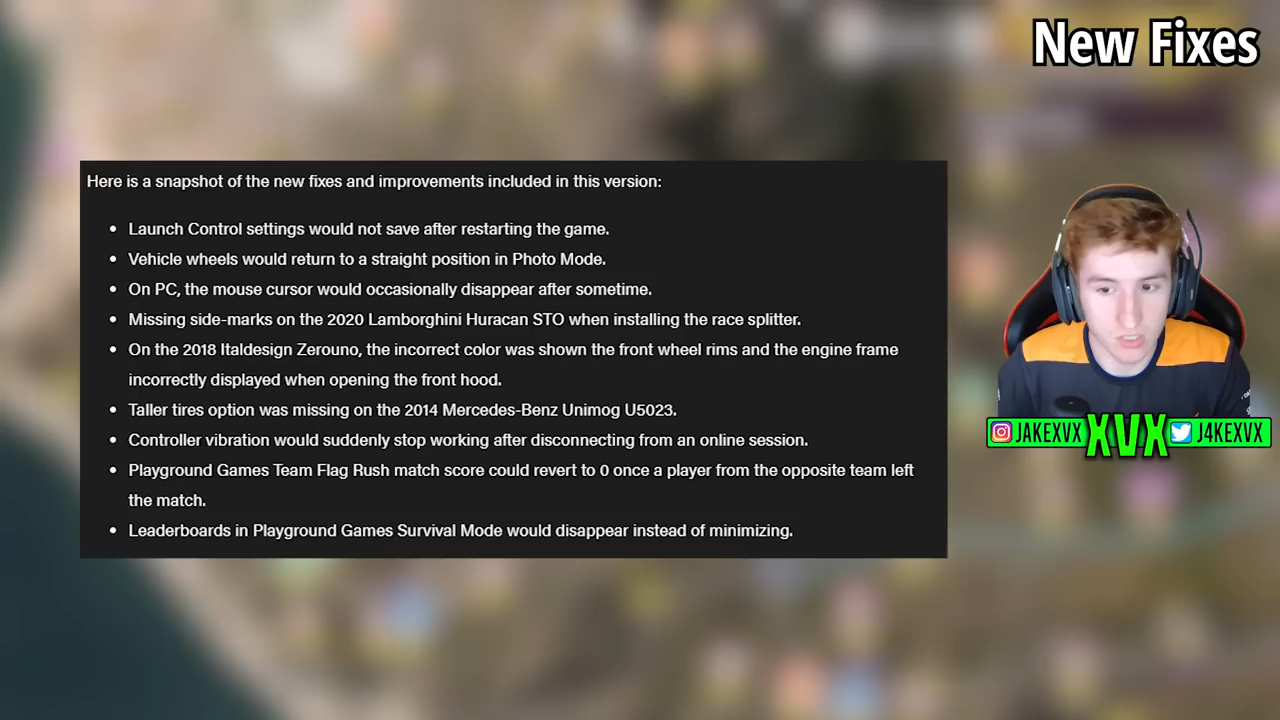 New Fixes
Here is a snapshot of the new fixes and improvements included in this version:
• Launch Control settings would not save after restarting the game.
• Vehicle wheels would return to a straight position in Photo Mode.
• On PC, the mouse cursor would occasionally disappear after sometime.
• Missing side-marks on the 2020 Lamborghini Huracan STO when installing the race splitter.
• On the 2018 Italdesign Zerouno, the incorrect color was shown the front wheel rims and the engine frame
incorrectly displayed when opening the front hood.
• Taller tires option was missing on the 2014 Mercedes-Benz Unimog U5023.
• Controller vibration would suddenly stop working after disconnecting from an online session.
• Playground Games Team Flag Rush match score could revert to 0 once a player from the opposite team left
the match.
• Leaderboards in Playground Games Survival Mode would disappear instead of minimizing.
JAKEXVX XVX J4KEXVX